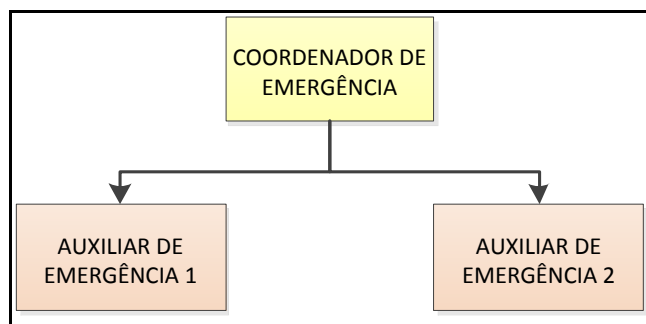 COORDENADOR DE
EMERGÊNCIA
AUXILIAR DE
EMERGÊNCIA 1
AUXILIAR DE
EMERGÊNCIA 2